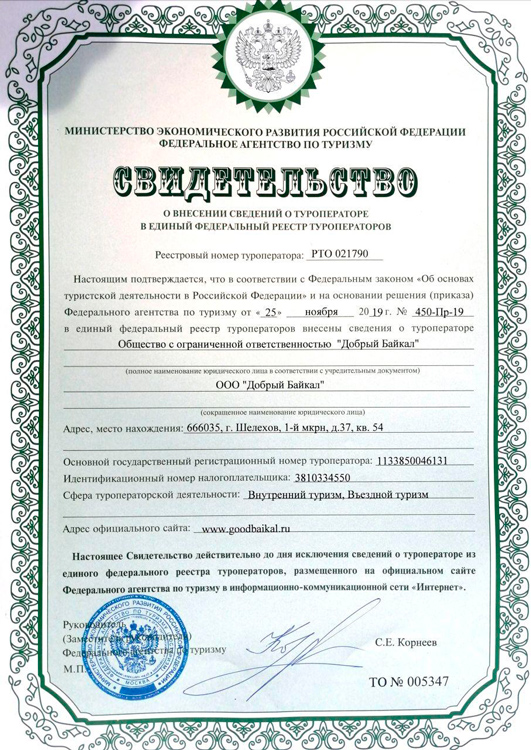 МИНИСТЕРСТВО ЭКОНОМИЧЕСКОГО РАЗВИТИЯ РОССИЙСКОЙ ФЕДЕРАЦИИ
ФЕДЕРАЛЬНОЕ АГЕНТСТВО ПО ТУРИЗМУ
СВИДЕТЕЛЬСТВО
О ВНЕСЕНИИ СВЕДЕНИЙ О ТУРОПЕРАТОРЕ
В ЕДИНЫЙ ФЕДЕРАЛЬНЫЙ РЕЕСТР ТУРОПЕРАТОРОВ
Реестровый номер туроператора: РТО 021790
Настоящим подтверждается, что в соответствии с Федеральным законом «Об основах
туристской деятельности в Российской Федерации» и на основании решения (приказа)
Федерального агентства по туризму от «25» ноября 2019 г. № 450-Пр-19
в единый федеральный реестр туроператоров внесены сведения о туроператоре
Общество с ограниченной ответственностью "Добрый Байкал"
(полное наименование юридического лица в соответствии с учредительным документом)
ООО "Добрый Байкал"
(сокращенное наименование юридического лица)
Адрес, место нахождения: 666035, г. Шелехов, 1-й мкрн, д.37, кв. 54
Основной государственный регистрационный номер туроператора: 1133850046131
Идентификационный номер налогоплательщика: 3810334550
Сфера туроператорской деятельности: Внутренний туризм, Въездной туризм
Адрес официального сайта: www.goodbaikal.ru
Настоящее Свидетельство действительно до дня исключения сведений о туроператоре из
единого федерального реестра туроператоров, размещенного на официальном сайте
Федерального агентства по туризму в информационно-коммуникационной сети «Интернет».
Руководитель
(Заместитель руководителя)
Федерального агентства по туризму
С.Е. Корнеев
М.П.
ТО № 005347